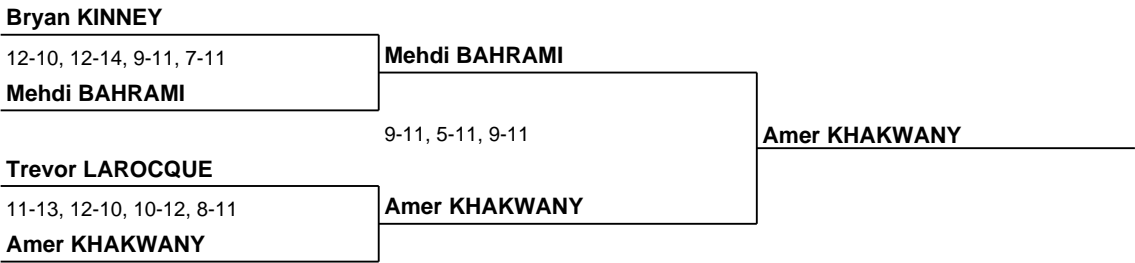 Bryan KINNEY
12-10, 12-14, 9-11, 7-11
Mehdi BAHRAMI
Mehdi BAHRAMI
9-11, 5-11, 9-11
Amer KHAKWANY
Trevor LAROCQUE
11-13, 12-10, 10-12, 8-11
Amer KHAKWANY
Amer KHAKWANY